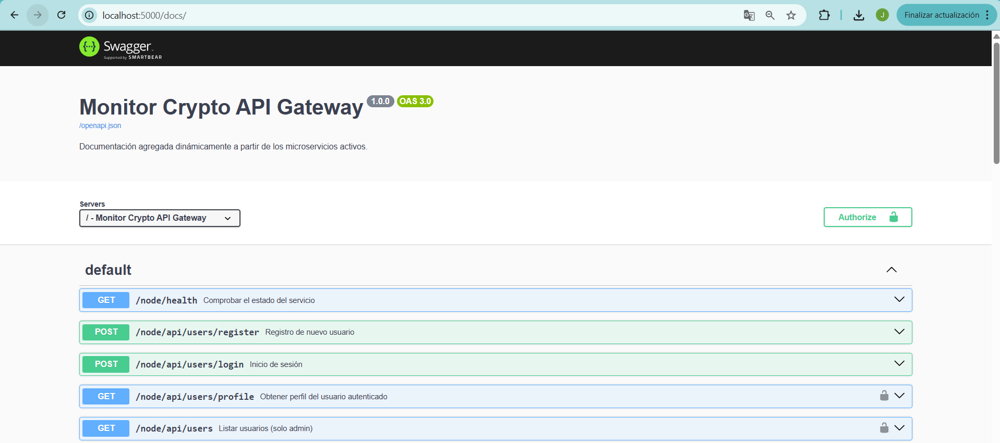 localhost:5000/docs/
J
Finalizar actualización
Swagger
Supported by SMARTBEAR
Monitor Crypto API Gateway 1.0.0 OAS 3.0
/openapi.json
Documentación agregada dinámicamente a partir de los microservicios activos.
Servers
/ - Monitor Crypto API Gateway
Authorize
default
GET /node/health Comprobar el estado del servicio
POST /node/api/users/register Registro de nuevo usuario
POST /node/api/users/login Inicio de sesión
GET /node/api/users/profile Obtener perfil del usuario autenticado
GET /node/api/users Listar usuarios (solo admin)